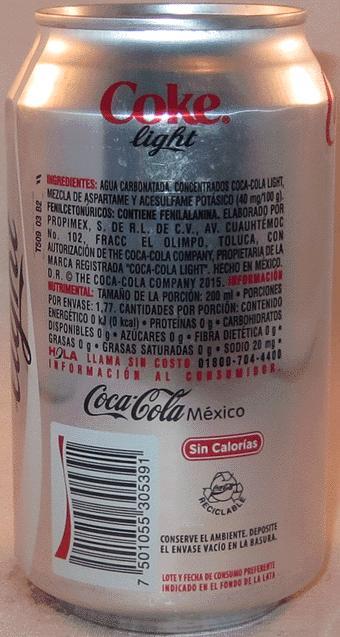 Coke.
light
INGREDIENTES: AGUA CARBONATADA, CONCENTRADOS COCA-COLA LIGHT,
MEZCLA DE ASPARTAME Y ACESULFAME POTÁSICO (40 mg/100 g).
FENILCETONÚRICOS: CONTIENE FENILALANINA. ELABORADO POR
PROPIMEX, S. DE R.L. DE C.V., AV. CUAUHTÉMOC
No. 102, FRACC EL OLIMPO, TOLUCA, CON
AUTORIZACIÓN DE THE COCA-COLA COMPANY, PROPIETARIA DE LA
MARCA REGISTRADA "COCA-COLA LIGHT". HECHO EN MÉXICO.
D.R. © THE COCA-COLA COMPANY 2015. INFORMACIÓN
NUTRIMENTAL: TAMAÑO DE LA PORCIÓN: 200 ml • PORCIONES
POR ENVASE: 1,77. CANTIDADES POR PORCIÓN: CONTENIDO
ENERGÉTICO 0 kJ (0 kcal) • PROTEÍNAS 0 g • CARBOHIDRATOS
DISPONIBLES 0 g • AZÚCARES 0 g • FIBRA DIETÉTICA 0 g •
GRASAS 0 g • GRASAS SATURADAS 0 g • SODIO 20 mg
HOLA LLAMA SIN COSTO 01800-704-4400
INFORMACIÓN AL CONSUMIDOR.
T509 03 B2
Coca-Cola México
Sin Calorías
Coca-Cola
RECICLABLE
7 501055 305391
CONSERVE EL AMBIENTE. DEPOSITE
EL ENVASE VACÍO EN LA BASURA.
LOTE Y FECHA DE CONSUMO PREFERENTE
INDICADO EN EL FONDO DE LA LATA